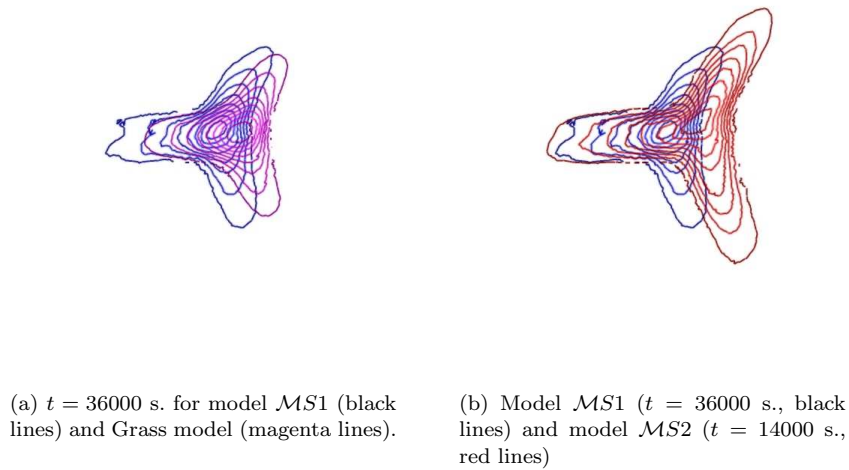 (a) t = 36000 s. for model MS1 (black
lines) and Grass model (magenta lines).
(b) Model MS1 (t = 36000 s., black
lines) and model MS2 (t = 14000 s.,
red lines)